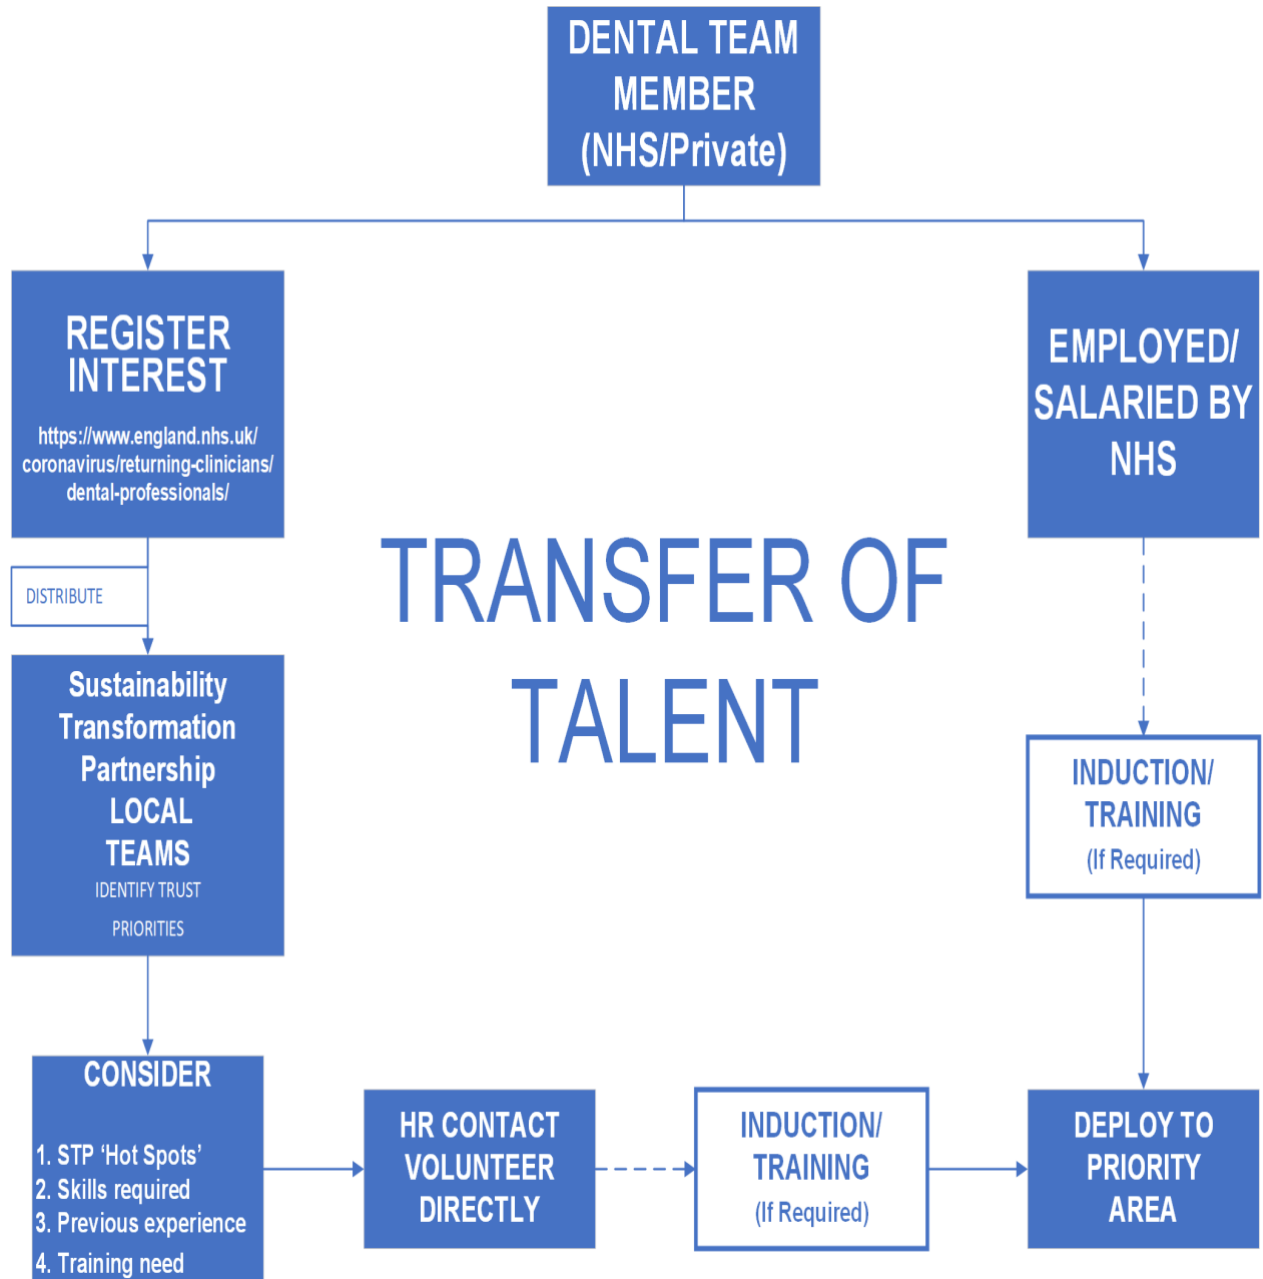 DENTAL TEAM
MEMBER
(NHS/Private)
REGISTER
INTEREST
https://www.england.nhs.uk/
coronavirus/returning-clinicians/
dental-professionals/
EMPLOYED/
SALARIED BY
NHS
TRANSFER OF
TALENT
DISTRIBUTE
Sustainability
Transformation
Partnership
LOCAL
TEAMS
IDENTIFY TRUST
PRIORITIES
INDUCTION/
TRAINING
(If Required)
CONSIDER
1. STP ‘Hot Spots’
2. Skills required
3. Previous experience
4. Training need
HR CONTACT
VOLUNTEER
DIRECTLY
INDUCTION/
TRAINING
(If Required)
DEPLOY TO
PRIORITY
AREA